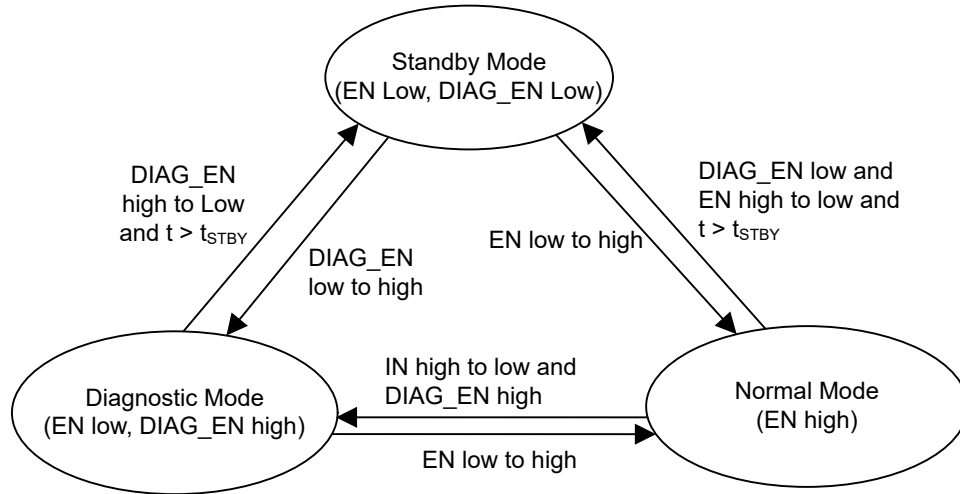 Standby Mode
(EN Low, DIAG_EN Low)
DIAG_EN
high to Low
and t > tSTBY
DIAG_EN
low to high
EN low to high
DIAG_EN low and
EN high to low and
t > tSTBY
Diagnostic Mode
(EN low, DIAG_EN high)
IN high to low and
DIAG_EN high
EN low to high
Normal Mode
(EN high)